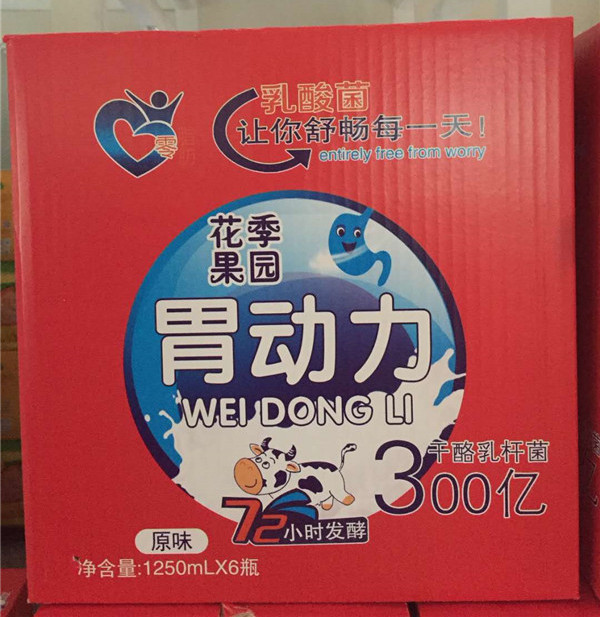 乳酸菌
让你舒畅每一天!
entirely free from worry
零
花季
果园
胃动力
WEI DONG LI
干酪乳杆菌
300亿
72小时发酵
原味
净含量:1250mLX6瓶